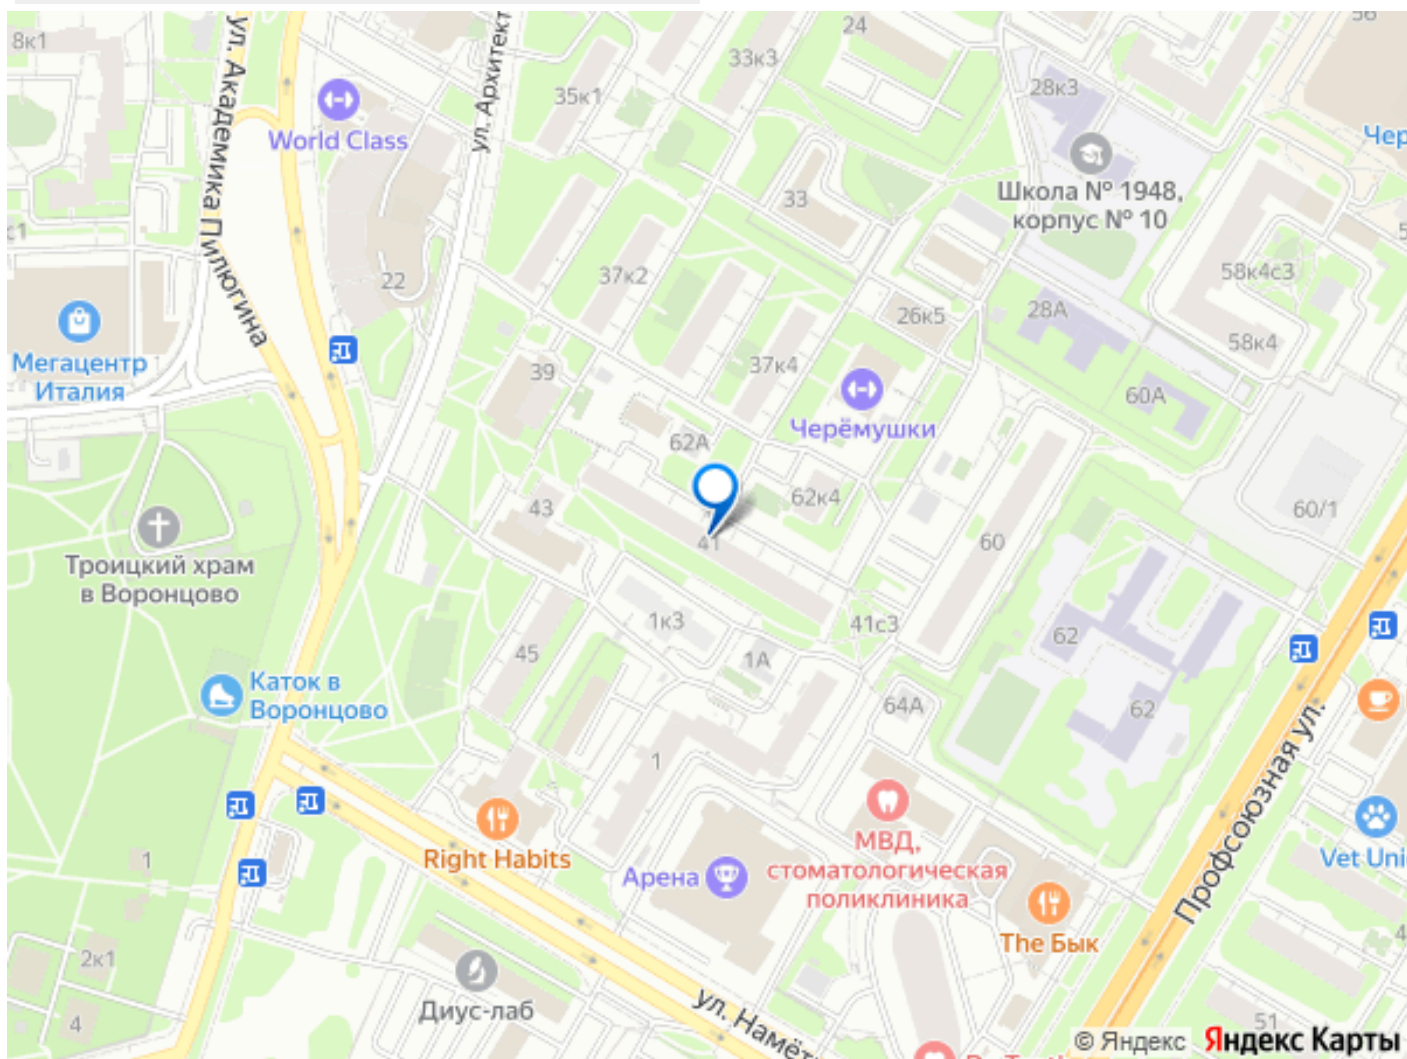 8к1
ул. Академика Пилюгина
World Class
ул. Архитект
35к1
33к3
24
56
28к3
Чер
Школа № 1948,
корпус № 10
33
22
37к2
58к4с3
Мегацентр
Италия
26к5
28А
58к4
39
37к4
60А
Черёмушки
62А
62к4
60/1
43
41
60
Троицкий храм
в Воронцово
1к3
41с3
62
45
1А
Каток в
Воронцово
64А
62
Профсоюзная ул.
1
Right Habits
МВД,
стоматологическая
поликлиника
Арена
Vet Uni
1
The Бык
2к1
4
Диус-лаб
ул. Намёт
51
© Яндекс Яндекс Карты